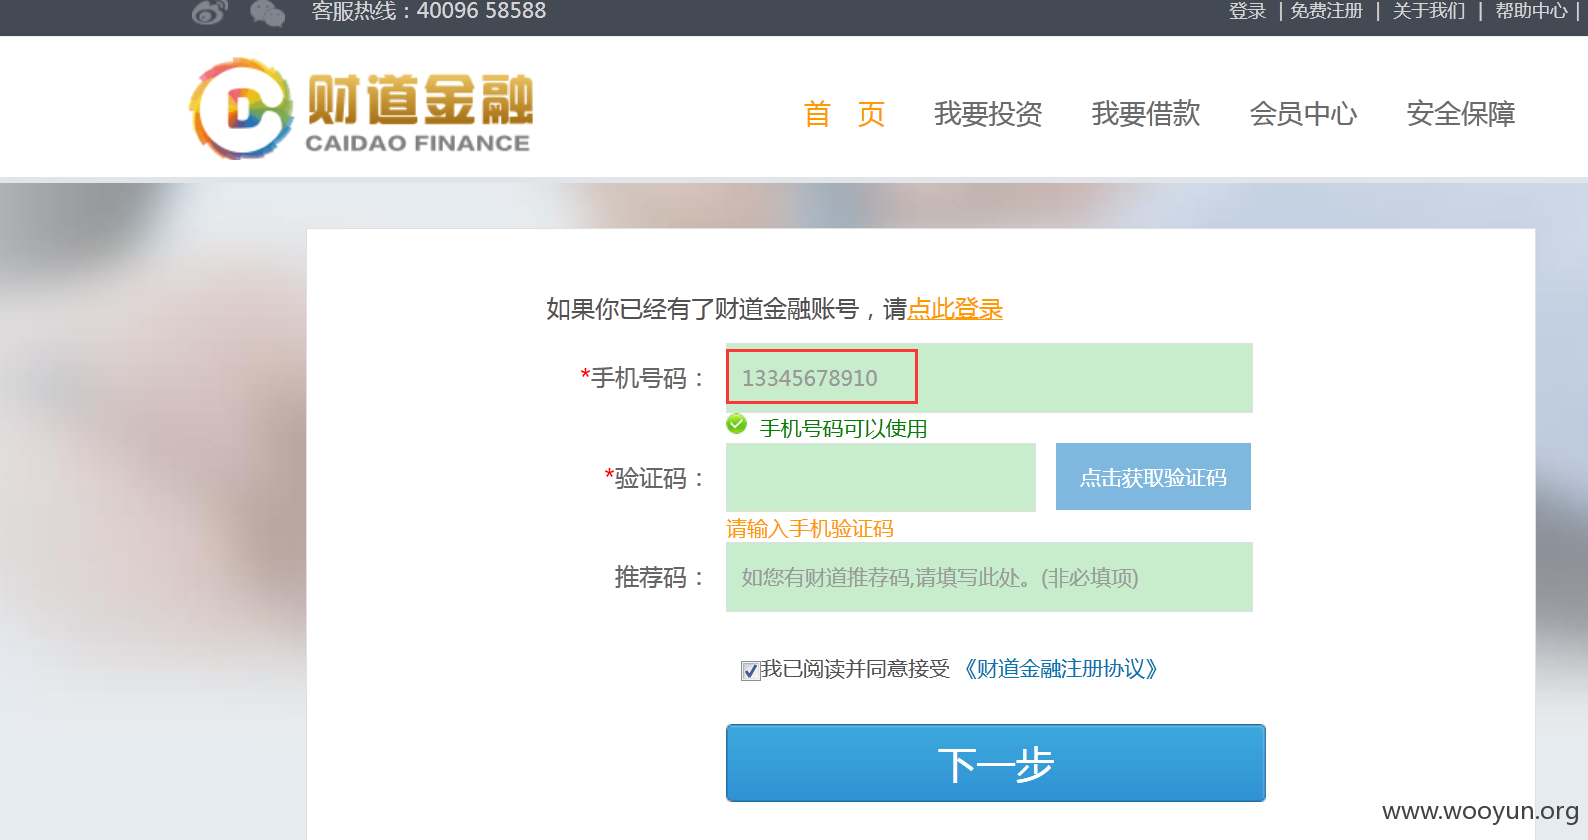 客服热线：40096 58588
登录 | 免费注册 | 关于我们 | 帮助中心 |
财道金融
CAIDAO FINANCE
首 页 我要投资 我要借款 会员中心 安全保障
如果你已经有了财道金融账号，请点此登录
*手机号码： 13345678910
手机号码可以使用
*验证码： 点击获取验证码
请输入手机验证码
推荐码： 如您有财道推荐码,请填写此处。(非必填项)
我已阅读并同意接受 《财道金融注册协议》
下一步
www.wooyun.org